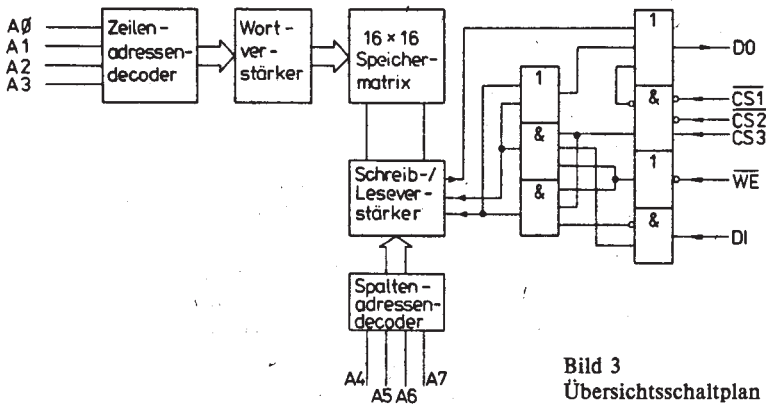 AØ
A1
A2
A3
Zeilen-
adressen-
decoder
Wort-
ver-
stärker
16 × 16
Speicher-
matrix
1
&
&
1
&
1
&
DO
CS1
CS2
CS3
WE
DI
Schreib-/
Lesever-
stärker
Spalten-
adressen-
decoder
A4
A5
A6
A7
Bild 3
Übersichtsschaltplan